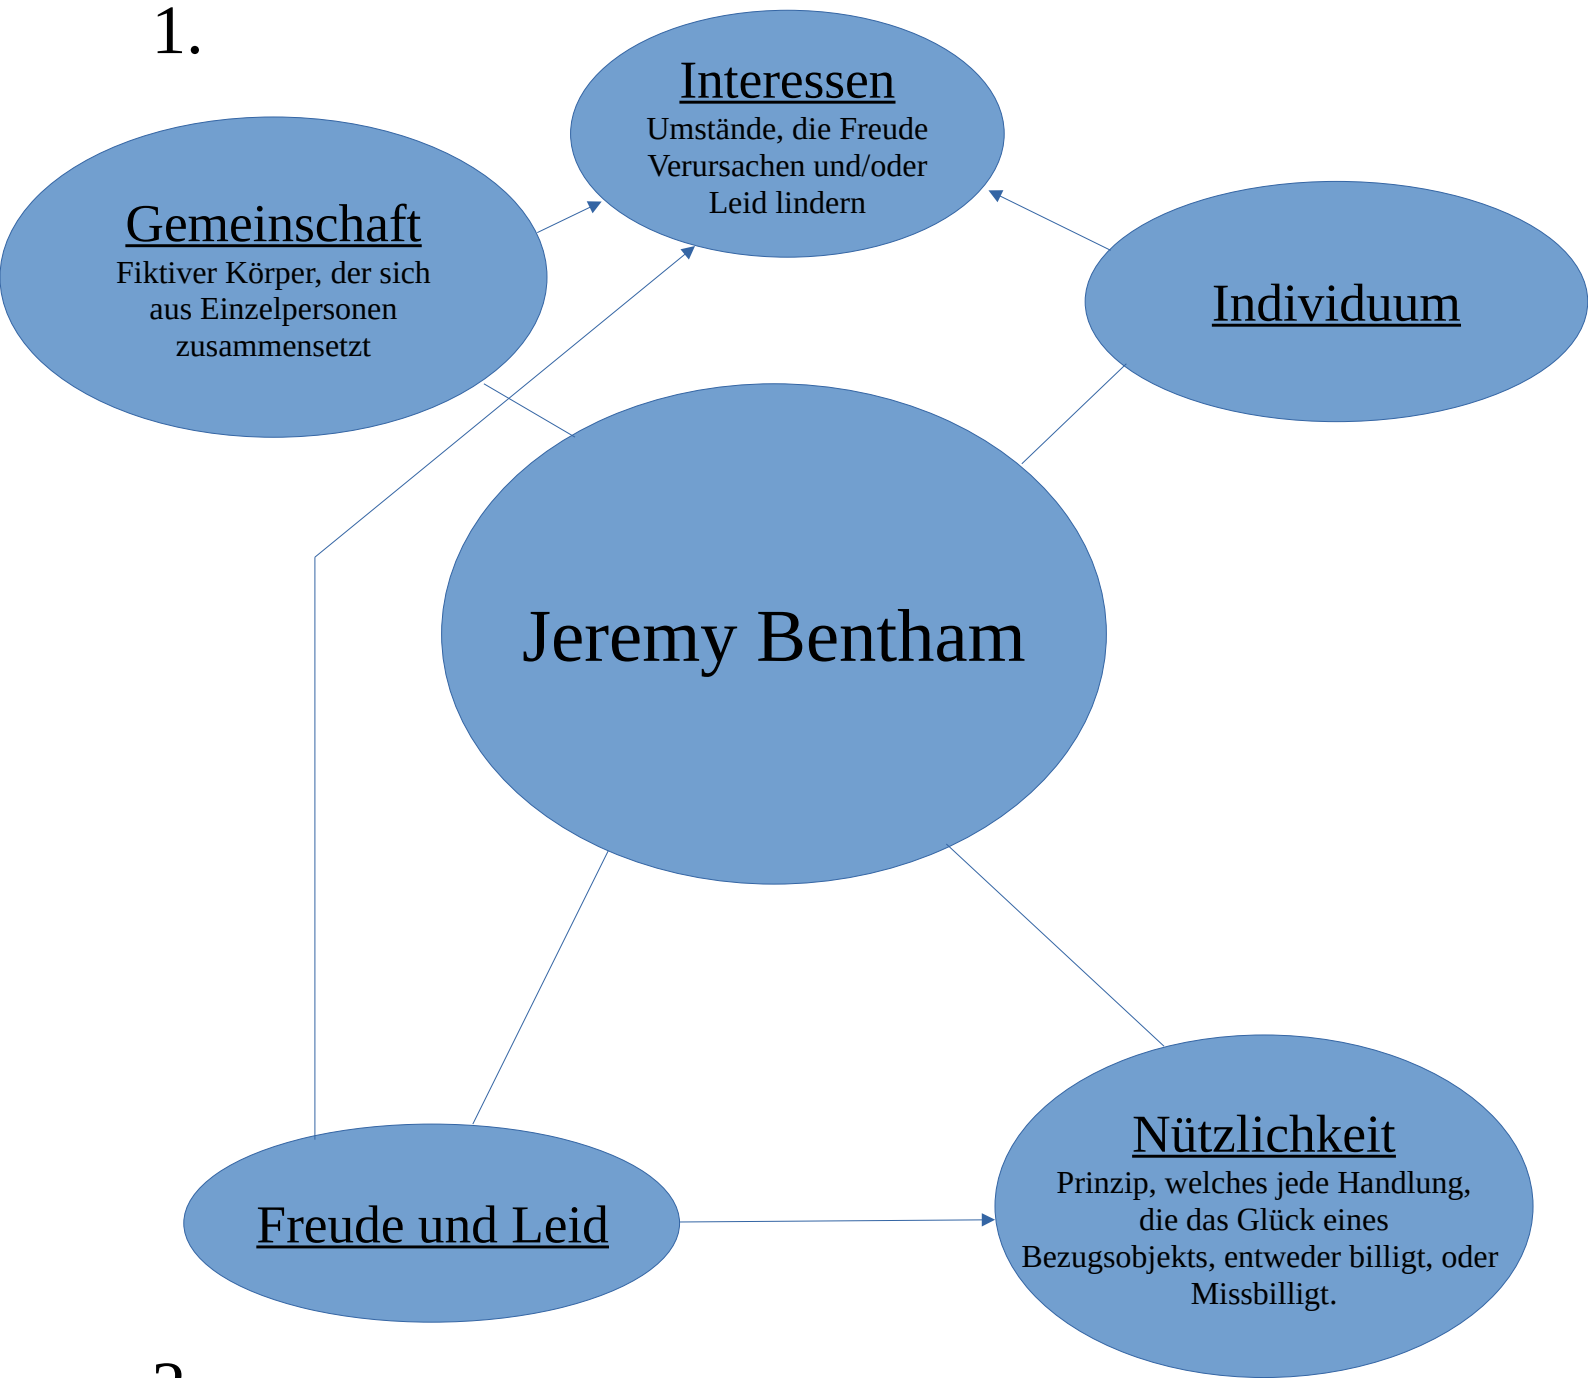 1.
Interessen
Umstände, die Freude
Verursachen und/oder
Leid lindern
Gemeinschaft
Fiktiver Körper, der sich
aus Einzelpersonen
zusammensetzt
Individuum
Jeremy Bentham
Freude und Leid
Nützlichkeit
Prinzip, welches jede Handlung,
die das Glück eines
Bezugsobjekts, entweder billigt, oder
Missbilligt.